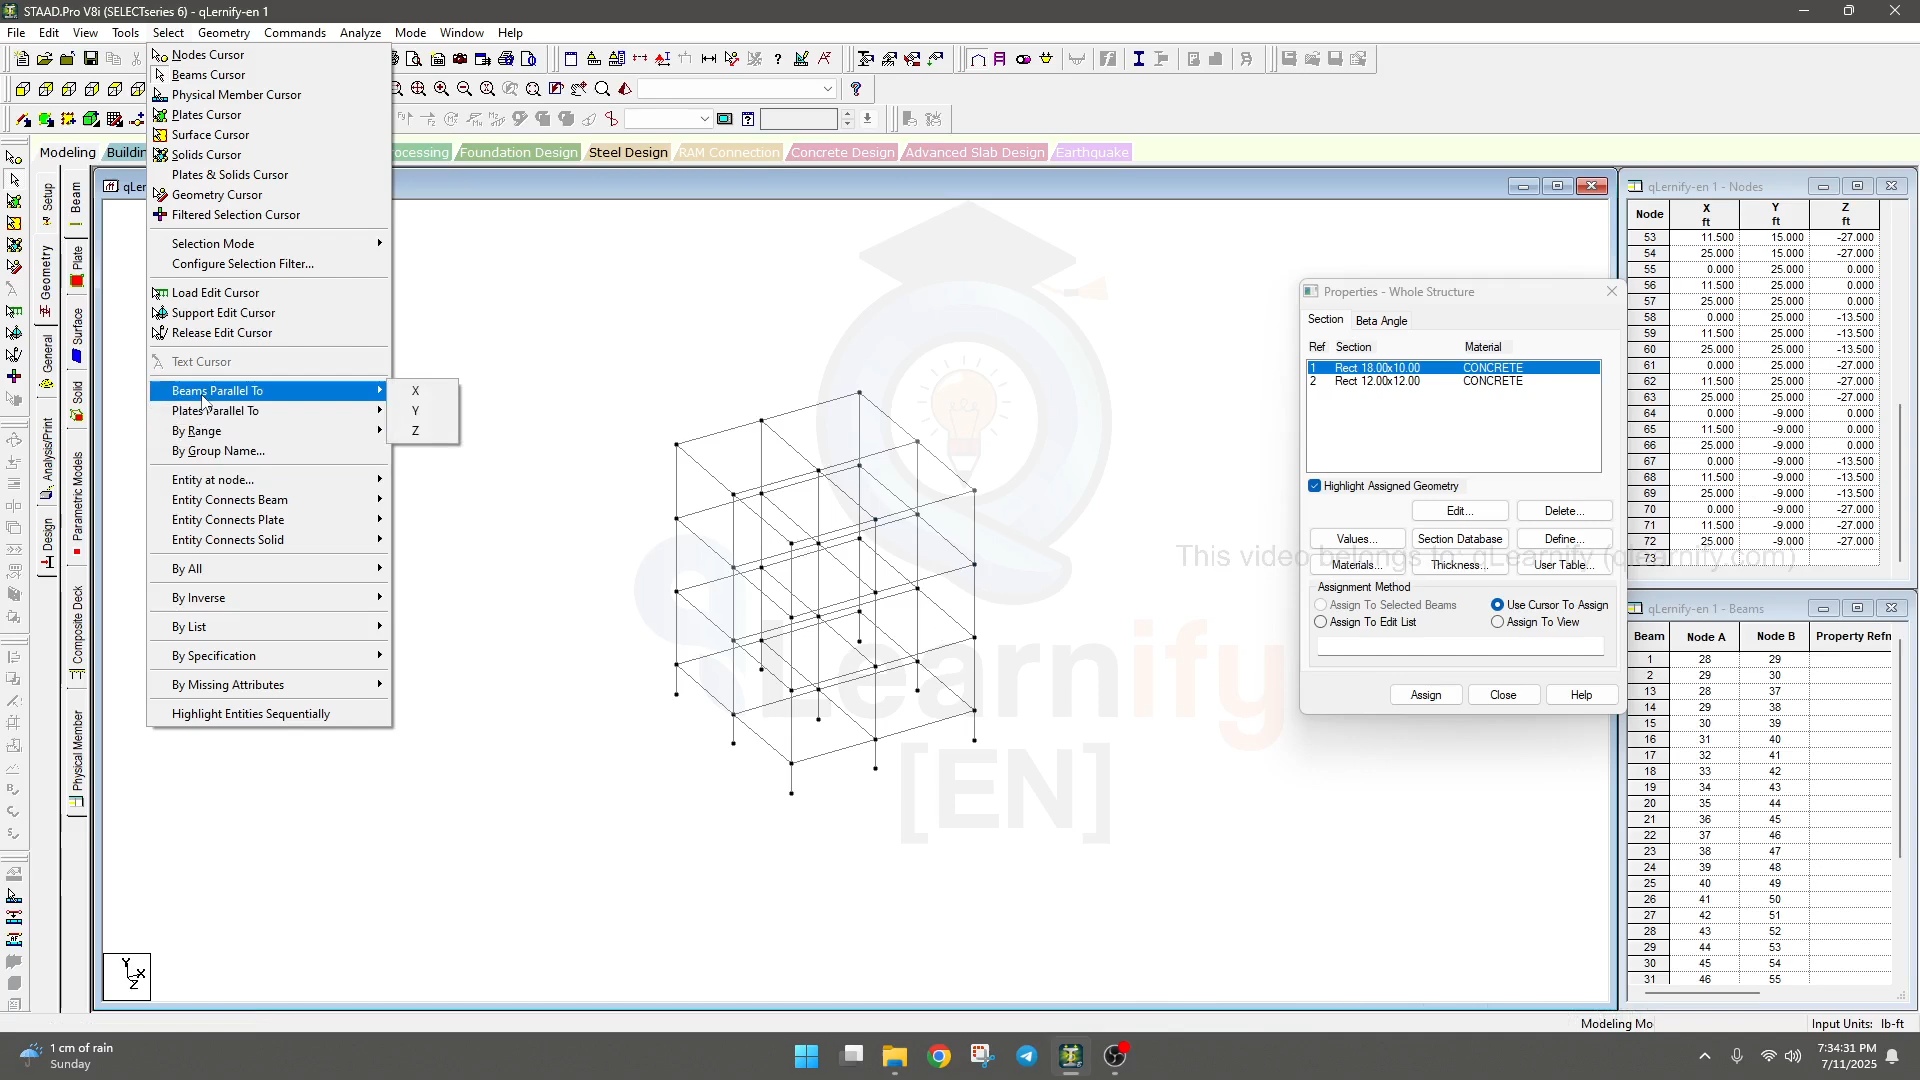 STAAD.Pro V8i (SELECTseries 6) - qLernify-en 1
File Edit View Tools Select Geometry Commands Analyze Mode Window Help
Nodes Cursor
Beams Cursor
Physical Member Cursor
Plates Cursor
Surface Cursor
Solids Cursor
Plates & Solids Cursor
Geometry Cursor
Filtered Selection Cursor
Selection Mode
Configure Selection Filter...
Load Edit Cursor
Support Edit Cursor
Release Edit Cursor
Text Cursor
Beams Parallel To
Plates Parallel To
By Range
By Group Name...
Entity at node...
Entity Connects Beam
Entity Connects Plate
Entity Connects Solid
By All
By Inverse
By List
By Specification
By Missing Attributes
Highlight Entities Sequentially
X
Y
Z
Modeling Buildin ocessing Foundation Design Steel Design RAM Connection Concrete Design Advanced Slab Design Earthquake
Setup
Geometry
General
Analysis/Print
Design
Beam
Plate
Surface
Solid
Parametric Models
Composite Deck
Physical Member
qLer
Learnify
[EN]
This video belongs to: qLearnify (qlearnify.com)
Y
X
Z
Properties - Whole Structure
Section Beta Angle
Ref Section Material
1 Rect 18.00x10.00 CONCRETE
2 Rect 12.00x12.00 CONCRETE
Highlight Assigned Geometry
Edit... Delete...
Values... Section Database Define...
Materials... Thickness... User Table...
Assignment Method
Assign To Selected Beams Use Cursor To Assign
Assign To Edit List Assign To View
Assign Close Help
qLernify-en 1 - Nodes
Node X ft Y ft Z ft
53 11.500 15.000 -27.000
54 25.000 15.000 -27.000
55 0.000 25.000 0.000
56 11.500 25.000 0.000
57 25.000 25.000 0.000
58 0.000 25.000 -13.500
59 11.500 25.000 -13.500
60 25.000 25.000 -13.500
61 0.000 25.000 -27.000
62 11.500 25.000 -27.000
63 25.000 25.000 -27.000
64 0.000 -9.000 0.000
65 11.500 -9.000 0.000
66 25.000 -9.000 0.000
67 0.000 -9.000 -13.500
68 11.500 -9.000 -13.500
69 25.000 -9.000 -13.500
70 0.000 -9.000 -27.000
71 11.500 -9.000 -27.000
72 25.000 -9.000 -27.000
73
qLernify-en 1 - Beams
Beam Node A Node B Property Refn
1 28 29
2 29 30
13 28 37
14 29 38
15 30 39
16 31 40
17 32 41
18 33 42
19 34 43
20 35 44
21 36 45
22 37 46
23 38 47
24 39 48
25 40 49
26 41 50
27 42 51
28 43 52
29 44 53
30 45 54
31 46 55
Modeling Mo Input Units: lb-ft
1 cm of rain
Sunday
7:34:31 PM
7/11/2025